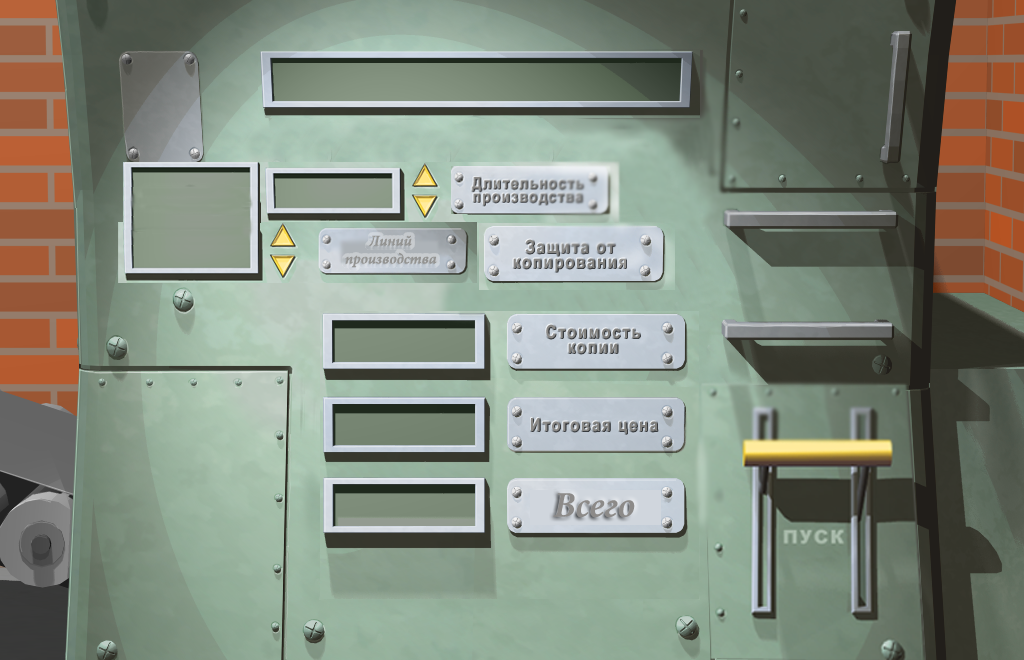 Длительность
производства
Линий
производства
Защита от
копирования
Стоимость
копии
Итоговая цена
Всего
ПУСК